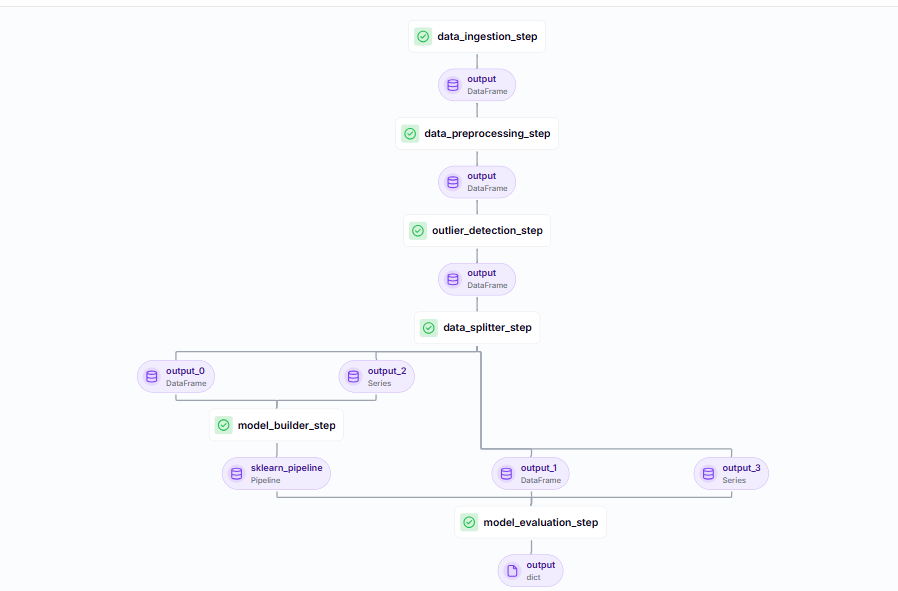 data_ingestion_step
output
DataFrame
data_preprocessing_step
output
DataFrame
outlier_detection_step
output
DataFrame
data_splitter_step
output_0
DataFrame
output_2
Series
model_builder_step
sklearn_pipeline
Pipeline
output_1
DataFrame
output_3
Series
model_evaluation_step
output
dict